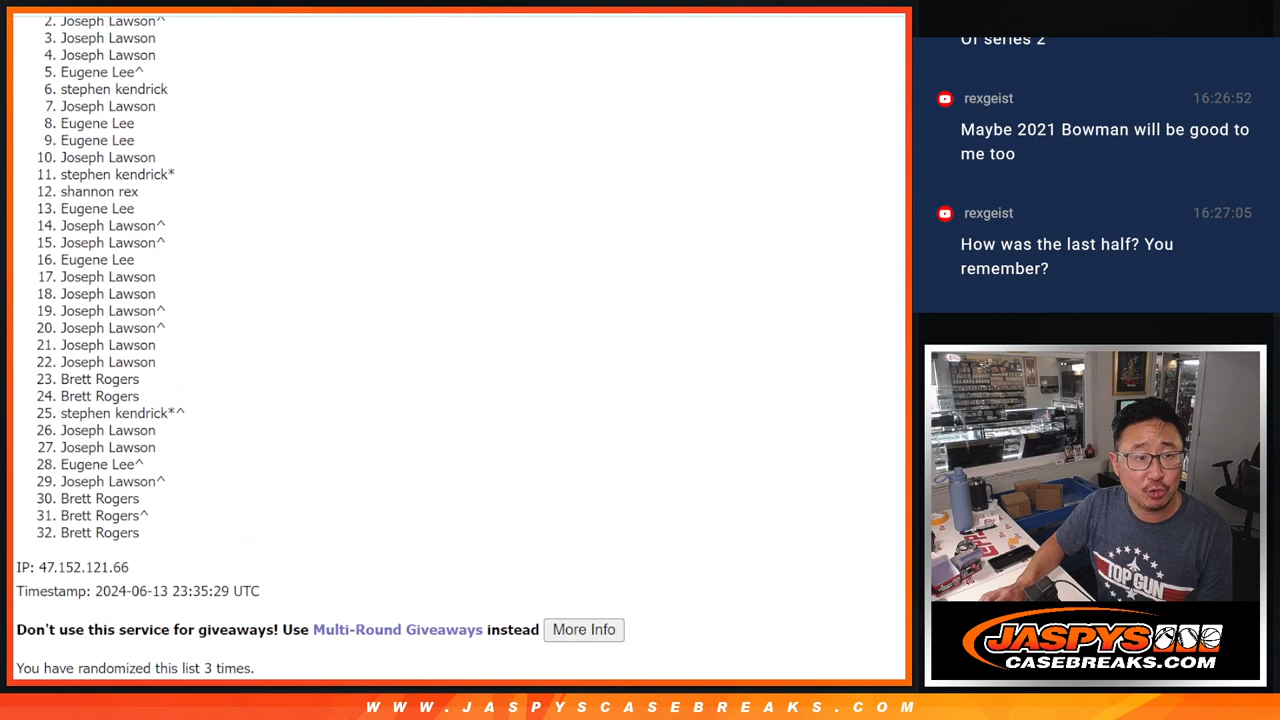 2. Joseph Lawson^
3. Joseph Lawson
4. Joseph Lawson
5. Eugene Lee^
6. stephen kendrick
7. Joseph Lawson
8. Eugene Lee
9. Eugene Lee
10. Joseph Lawson
11. stephen kendrick*
12. shannon rex
13. Eugene Lee
14. Joseph Lawson^
15. Joseph Lawson^
16. Eugene Lee
17. Joseph Lawson
18. Joseph Lawson
19. Joseph Lawson^
20. Joseph Lawson^
21. Joseph Lawson
22. Joseph Lawson
23. Brett Rogers
24. Brett Rogers
25. stephen kendrick*^
26. Joseph Lawson
27. Joseph Lawson
28. Eugene Lee^
29. Joseph Lawson^
30. Brett Rogers
31. Brett Rogers^
32. Brett Rogers
IP: 47.152.121.66
Timestamp: 2024-06-13 23:35:29 UTC
Don't use this service for giveaways! Use Multi-Round Giveaways instead More Info
You have randomized this list 3 times.
Of series 2
rexgeist 16:26:52
Maybe 2021 Bowman will be good to
me too
rexgeist 16:27:05
How was the last half? You
remember?
TOP GUN
JASPYS
CASEBREAKS.COM
WWW.JASPYSCASEBREAKS.COM